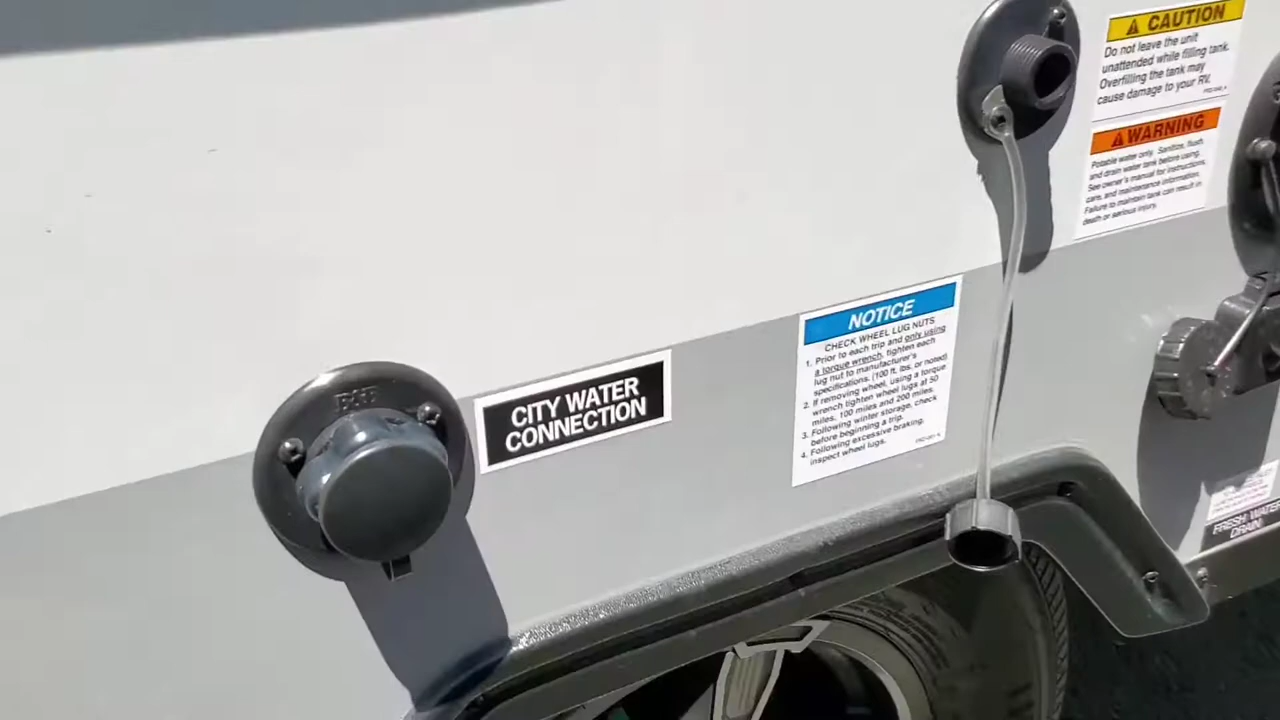 CAUTION
Do not leave the unit
unattended while filling tank.
Overfilling the tank may
cause damage to your RV.
WARNING
Potable water only. Sanitize, flush
and drain water tank before using.
See owner's manual for instructions,
care, and maintenance information.
Failure to maintain tank can result in
death or serious injury.
NOTICE
CHECK WHEEL LUG NUTS
1. Prior to each trip and only using
a torque wrench, tighten each
lug nut to manufacturer's
specifications. (100 ft. lbs. or noted)
2. If removing wheel, using a torque
wrench tighten wheel lugs at 50
miles, 100 miles and 200 miles.
3. Following winter storage, check
before beginning a trip.
4. Following excessive braking,
inspect wheel lugs.
CITY WATER
CONNECTION
FRESH WATER
DRAIN